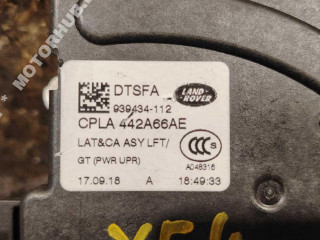 MOTORHUB
DTSFA
LAND-
ROVER
939434-112
CPLA 442A66AE
LAT&CA ASY LFT/
GT (PWR UPR)
CCC S
A048316
17.09.18 A 18:49:33